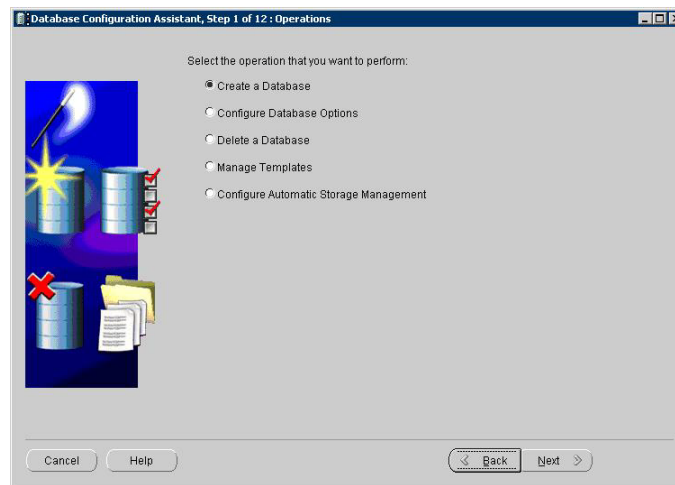 Database Configuration Assistant, Step 1 of 12 : Operations
Select the operation that you want to perform:
Create a Database
Configure Database Options
Delete a Database
Manage Templates
Configure Automatic Storage Management
Cancel
Help
Back
Next